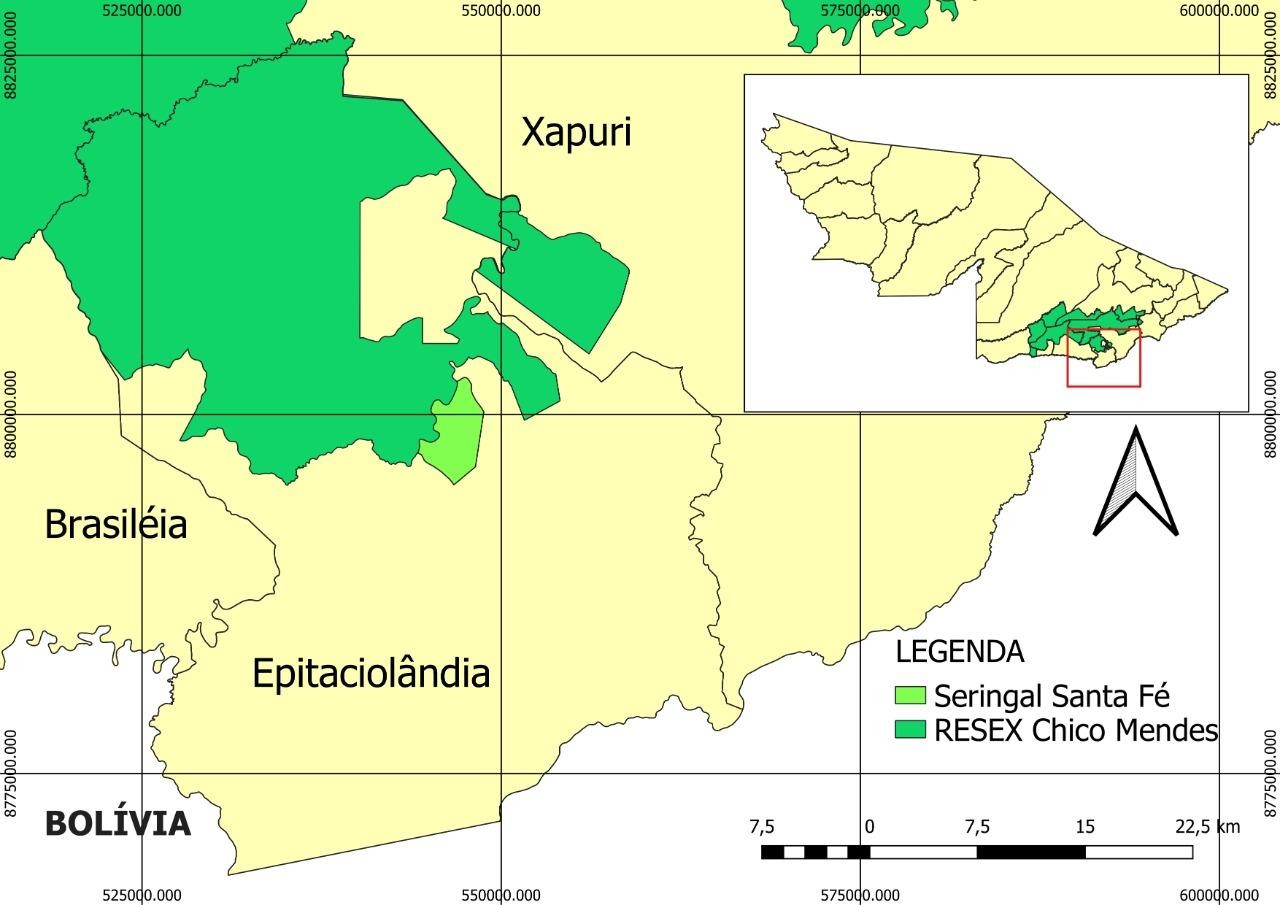 525000.000
550000.000
575000.000
600000.000
8825000.000
8825000.000
Xapuri
8800000.000
8800000.000
Brasiléia
Epitaciolândia
LEGENDA
Seringal Santa Fé
RESEX Chico Mendes
8775000.000
8775000.000
BOLÍVIA
7,5 0 7,5 15 22,5 km
525000.000
550000.000
575000.000
600000.000